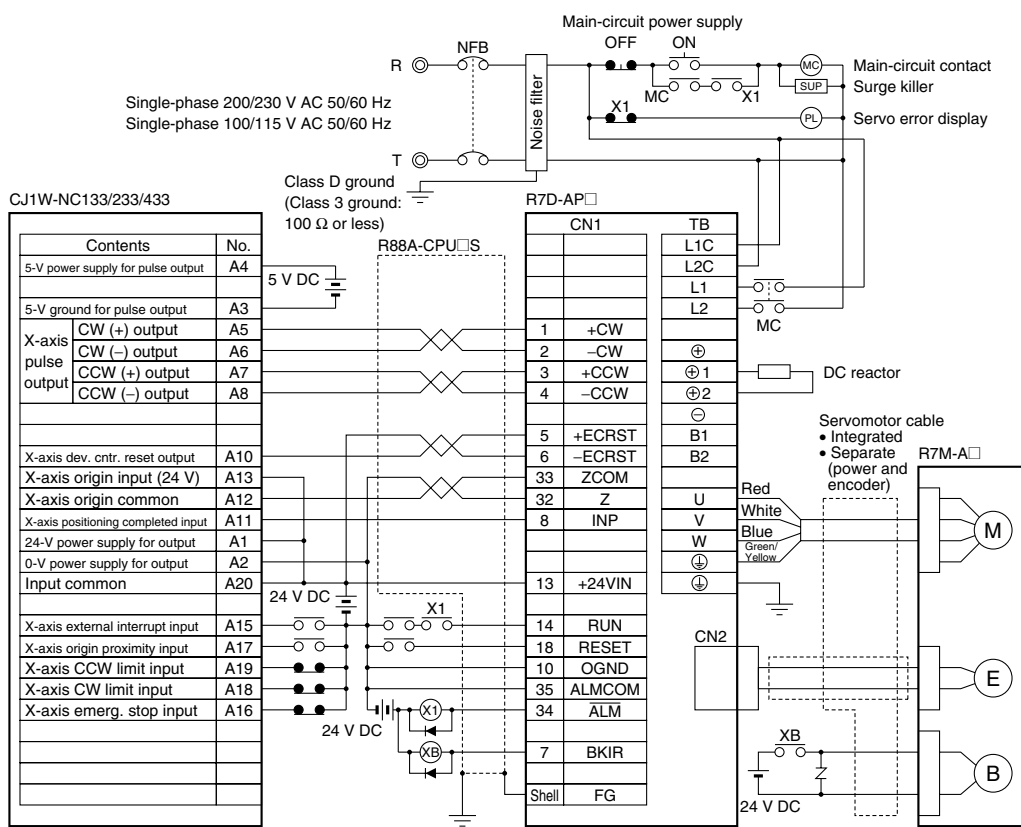 Main-circuit power supply
OFF ON
NFB
R
MC
Main-circuit contact
SUP
Surge killer
MC X1
X1
PL
Servo error display
Noise filter
Single-phase 200/230 V AC 50/60 Hz
Single-phase 100/115 V AC 50/60 Hz
T
Class D ground
(Class 3 ground:
100 Ω or less)
CJ1W-NC133/233/433
R88A-CPU□S
R7D-AP□
Contents No.
5-V power supply for pulse output A4
5 V DC
5-V ground for pulse output A3
X-axis pulse output
CW (+) output A5
CW (−) output A6
CCW (+) output A7
CCW (−) output A8
X-axis dev. cntr. reset output A10
X-axis origin input (24 V) A13
X-axis origin common A12
X-axis positioning completed input A11
24-V power supply for output A1
0-V power supply for output A2
Input common A20
24 V DC
X-axis external interrupt input A15
X-axis origin proximity input A17
X-axis CCW limit input A19
X-axis CW limit input A18
X-axis emerg. stop input A16
X1
24 V DC
X1
XB
CN1
1 +CW
2 −CW
3 +CCW
4 −CCW
5 +ECRST
6 −ECRST
33 ZCOM
32 Z
8 INP
13 +24VIN
14 RUN
18 RESET
10 OGND
35 ALMCOM
34 ALM
7 BKIR
Shell FG
TB
L1C
L2C
L1
L2
MC
⊕
⊕1
⊕2
DC reactor
⊖
B1
B2
U
V
W
Red
White
Blue
Green/
Yellow
Servomotor cable
• Integrated
• Separate
(power and
encoder)
R7M-A□
M
CN2
E
XB
24 V DC
B